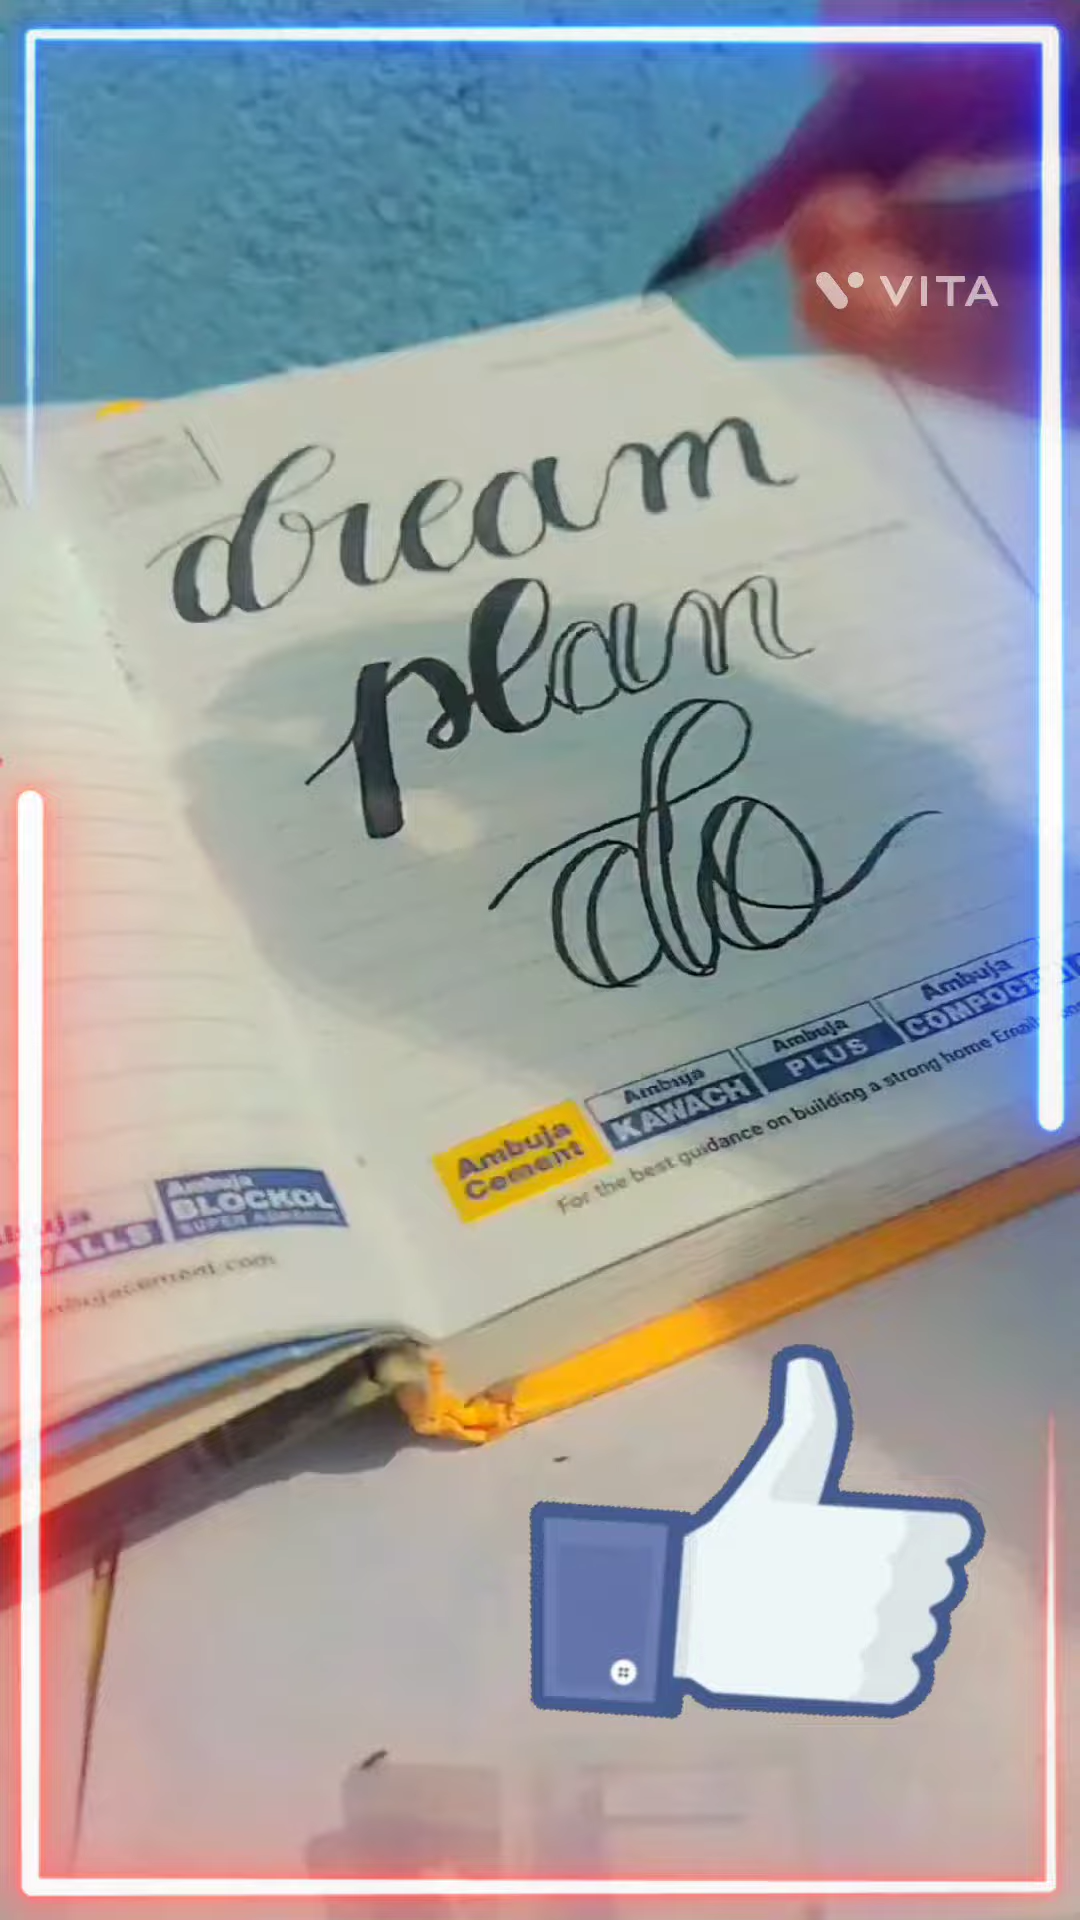 VITA
dream
plan
do
Ambuja
Cement
Ambuja
KAWACH
Ambuja
PLUS
Ambuja
For the best guidance on building a strong home
Ambuja
BLOCKOL
WALLS